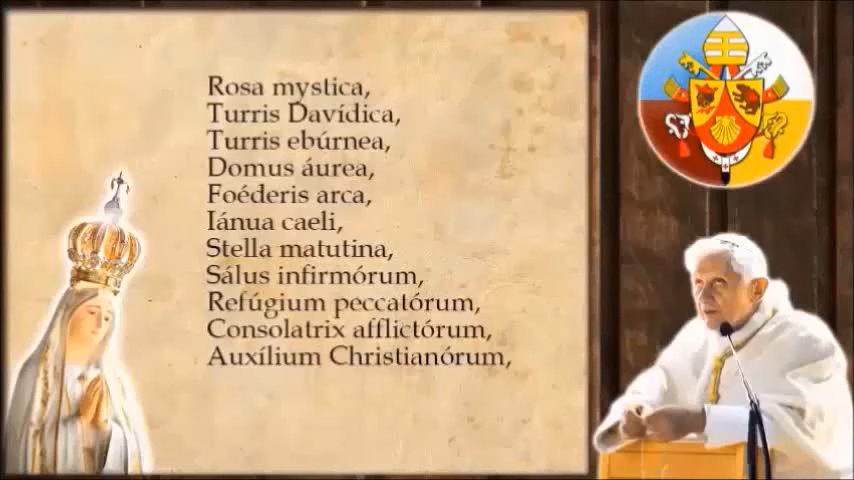 Rosa mystica,
Turris Davídica,
Turris ebúrnea,
Domus áurea,
Foéderis arca,
Iánua caeli,
Stella matutina,
Sálus infirmórum,
Refúgium peccatórum,
Consolatrix afflictórum,
Auxílium Christianórum,